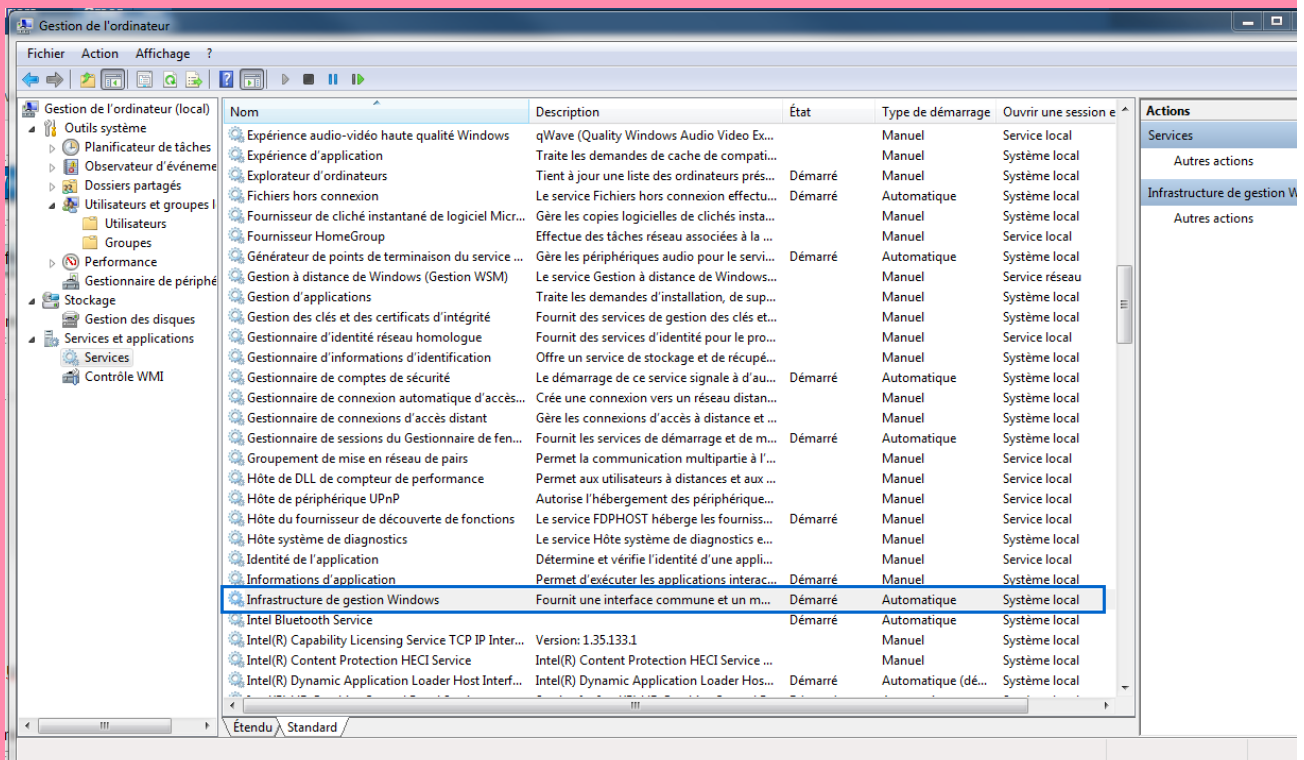 Gestion de l'ordinateur
Fichier Action Affichage ?
Gestion de l'ordinateur (local)
Outils système
Planificateur de tâches
Observateur d'événeme
Dossiers partagés
Utilisateurs et groupes l
Utilisateurs
Groupes
Performance
Gestionnaire de périphé
Stockage
Gestion des disques
Services et applications
Services
Contrôle WMI
Nom Description État Type de démarrage Ouvrir une session e
Expérience audio-vidéo haute qualité Windows qWave (Quality Windows Audio Video Ex... Manuel Service local
Expérience d'application Traite les demandes de cache de compati... Manuel Système local
Explorateur d'ordinateurs Tient à jour une liste des ordinateurs prés... Démarré Manuel Système local
Fichiers hors connexion Le service Fichiers hors connexion effectu... Démarré Automatique Système local
Fournisseur de cliché instantané de logiciel Micr... Gère les copies logicielles de clichés insta... Manuel Système local
Fournisseur HomeGroup Effectue des tâches réseau associées à la ... Manuel Service local
Générateur de points de terminaison du service ... Gère les périphériques audio pour le servi... Démarré Automatique Système local
Gestion à distance de Windows (Gestion WSM) Le service Gestion à distance de Windows... Manuel Service réseau
Gestion d'applications Traite les demandes d'installation, de sup... Manuel Système local
Gestion des clés et des certificats d'intégrité Fournit des services de gestion des clés et... Manuel Système local
Gestionnaire d'identité réseau homologue Fournit des services d'identité pour le pro... Manuel Service local
Gestionnaire d'informations d'identification Offre un service de stockage et de récupé... Manuel Système local
Gestionnaire de comptes de sécurité Le démarrage de ce service signale à d'au... Démarré Automatique Système local
Gestionnaire de connexion automatique d'accès... Crée une connexion vers un réseau distan... Manuel Système local
Gestionnaire de connexions d'accès distant Gère les connexions d'accès à distance et ... Manuel Système local
Gestionnaire de sessions du Gestionnaire de fen... Fournit les services de démarrage et de m... Démarré Automatique Système local
Groupement de mise en réseau de pairs Permet la communication multipartie à l'... Manuel Service local
Hôte de DLL de compteur de performance Permet aux utilisateurs à distances et aux ... Manuel Service local
Hôte de périphérique UPnP Autorise l'hébergement des périphérique... Manuel Service local
Hôte du fournisseur de découverte de fonctions Le service FDPHOST héberge les fourniss... Démarré Manuel Service local
Hôte système de diagnostics Le service Hôte système de diagnostics e... Manuel Système local
Identité de l'application Détermine et vérifie l'identité d'une appli... Manuel Service local
Informations d'application Permet d'exécuter les applications interac... Démarré Manuel Système local
Infrastructure de gestion Windows Fournit une interface commune et un m... Démarré Automatique Système local
Intel Bluetooth Service Démarré Automatique Système local
Intel(R) Capability Licensing Service TCP IP Inter... Version: 1.35.133.1 Manuel Système local
Intel(R) Content Protection HECI Service Intel(R) Content Protection HECI Service ... Manuel Système local
Intel(R) Dynamic Application Loader Host Interf... Intel(R) Dynamic Application Loader Hos... Démarré Automatique (dé... Système local
Étendu Standard
Actions
Services
Autres actions
Infrastructure de gestion W
Autres actions